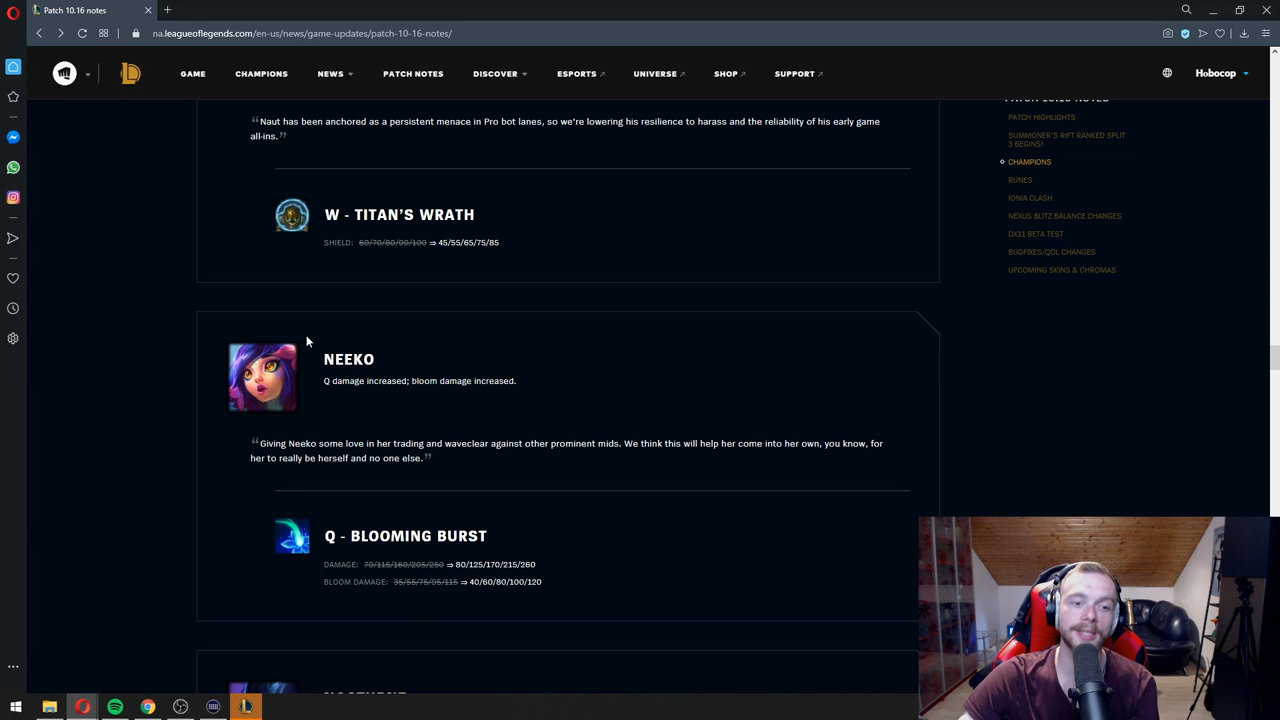 Patch 10.16 notes
na.leagueoflegends.com/en-us/news/game-updates/patch-10-16-notes/
GAME CHAMPIONS NEWS PATCH NOTES DISCOVER ESPORTS UNIVERSE SHOP SUPPORT Hobocop
PATCH 10.16 NOTES
PATCH HIGHLIGHTS
SUMMONER'S RIFT RANKED SPLIT
3 BEGINS!
CHAMPIONS
RUNES
IONIA CLASH
NEXUS BLITZ BALANCE CHANGES
DX11 BETA TEST
BUGFIXES/QOL CHANGES
UPCOMING SKINS & CHROMAS
“Naut has been anchored as a persistent menace in Pro bot lanes, so we're lowering his resilience to harass and the reliability of his early game
all-ins.”
W - TITAN’S WRATH
SHIELD: 60/70/80/90/100 ⇒ 45/55/65/75/85
NEEKO
Q damage increased; bloom damage increased.
“Giving Neeko some love in her trading and waveclear against other prominent mids. We think this will help her come into her own, you know, for
her to really be herself and no one else.”
Q - BLOOMING BURST
DAMAGE: 70/115/160/205/250 ⇒ 80/125/170/215/260
BLOOM DAMAGE: 35/55/75/95/115 ⇒ 40/60/80/100/120